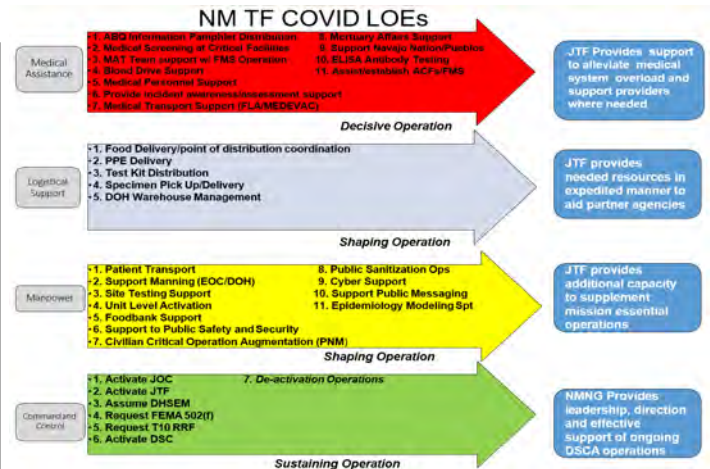 NM TF COVID LOEs
Medical
Assistance
• 1. ABQ Information Pamphlet Distribution
• 2. Medical Screening at Critical Facilities
• 3. MAT Team support w/ FMS Operation
• 4. Blood Drive Support
• 5. Medical Personnel Support
• 6. Provide incident awareness/assessment support
• 7. Medical Transport Support (FLA/MEDEVAC)
8. Mortuary Affairs Support
9. Support Navajo Nation/Pueblos
10. ELISA Antibody Testing
11. Assist/establish ACFs/FMS
Decisive Operation
JTF Provides support
to alleviate medical
system overload and
support providers
where needed
Logistical
Support
• 1. Food Delivery/point of distribution coordination
• 2. PPE Delivery
• 3. Test Kit Distribution
• 4. Specimen Pick Up/Delivery
• 5. DOH Warehouse Management
Shaping Operation
JTF provides
needed resources in
expedited manner to
aid partner agencies
Manpower
• 1. Patient Transport
• 2. Support Manning (EOC/DOH)
• 3. Site Testing Support
• 4. Unit Level Activation
• 5. Foodbank Support
• 6. Support to Public Safety and Security
• 7. Civilian Critical Operation Augmentation (PNM)
8. Public Sanitization Ops
9. Cyber Support
10. Support Public Messaging
11. Epidemiology Modeling Spt
Shaping Operation
JTF provides
additional capacity to
supplement
mission essential
operations
Command and
Control
• 1. Activate JOC
• 2. Activate JTF
• 3. Assume DHSEM
• 4. Request FEMA 502(f)
• 5. Request T10 RRF
• 6. Activate DSC
7. De-activation Operations
Sustaining Operation
NMNG Provides
leadership, direction
and effective
support of ongoing
DSCA operations